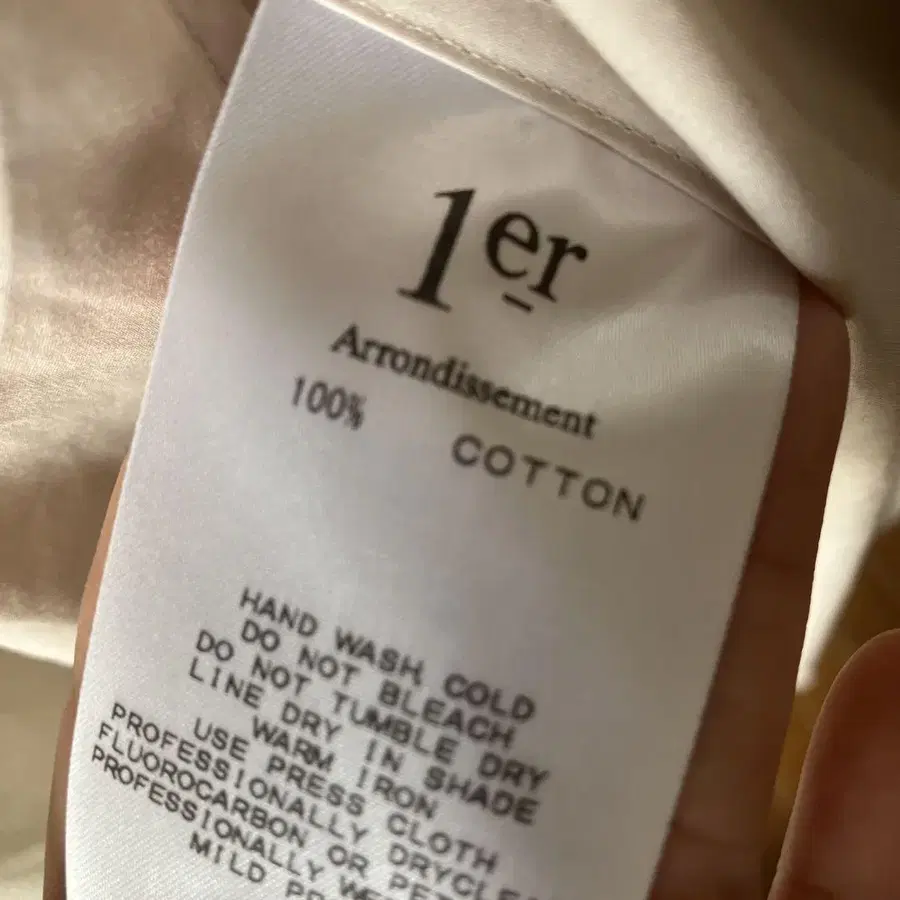 1er
Arrondissement
100% COTTON
HAND WASH COLD
DO NOT BLEACH
DO NOT TUMBLE DRY
LINE DRY IN SHADE
WARM IRON
USE PRESS CLOTH
PROFESSIONALLY
FLUOROCARBON OR
PROFESSIONALLY
MILD